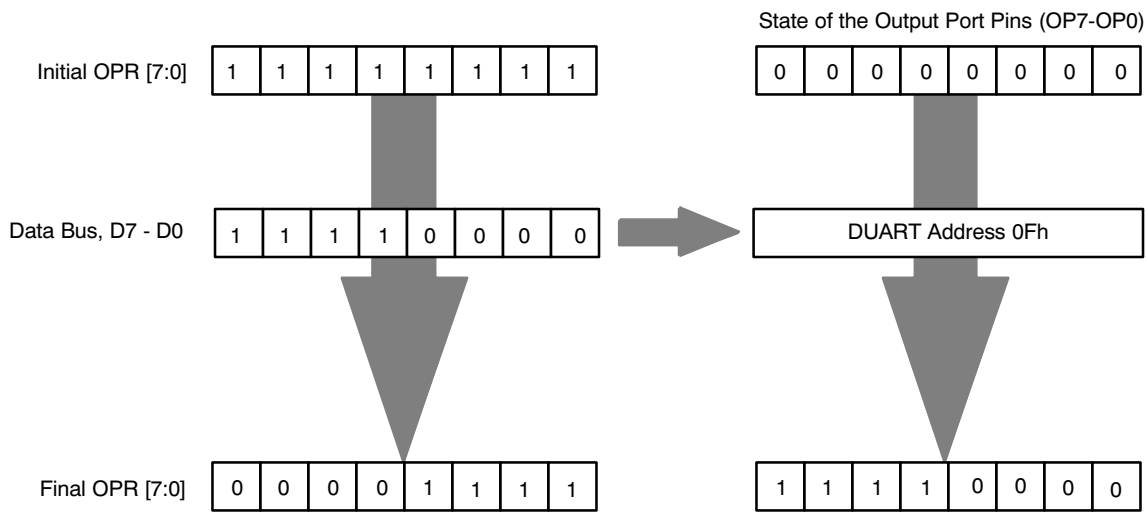 State of the Output Port Pins (OP7-OP0)
Initial OPR [7:0] 1 1 1 1 1 1 1 1 0 0 0 0 0 0 0 0
Data Bus, D7 - D0 1 1 1 1 0 0 0 0 DUART Address 0Fh
Final OPR [7:0] 0 0 0 0 1 1 1 1 1 1 1 1 0 0 0 0